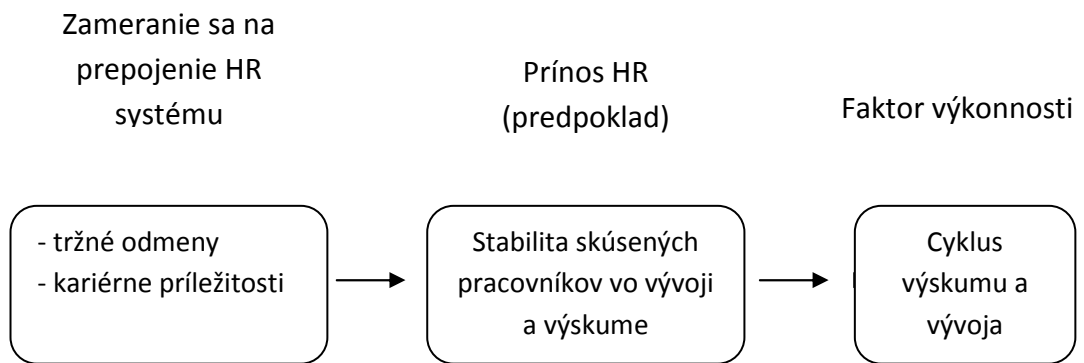 Zameranie sa na
prepojenie HR
systému
Prínos HR
(predpoklad)
Faktor výkonnosti
- tržné odmeny
- kariérne príležitosti
Stabilita skúsených
pracovníkov vo vývoji
a výskume
Cyklus
výskumu a
vývoja